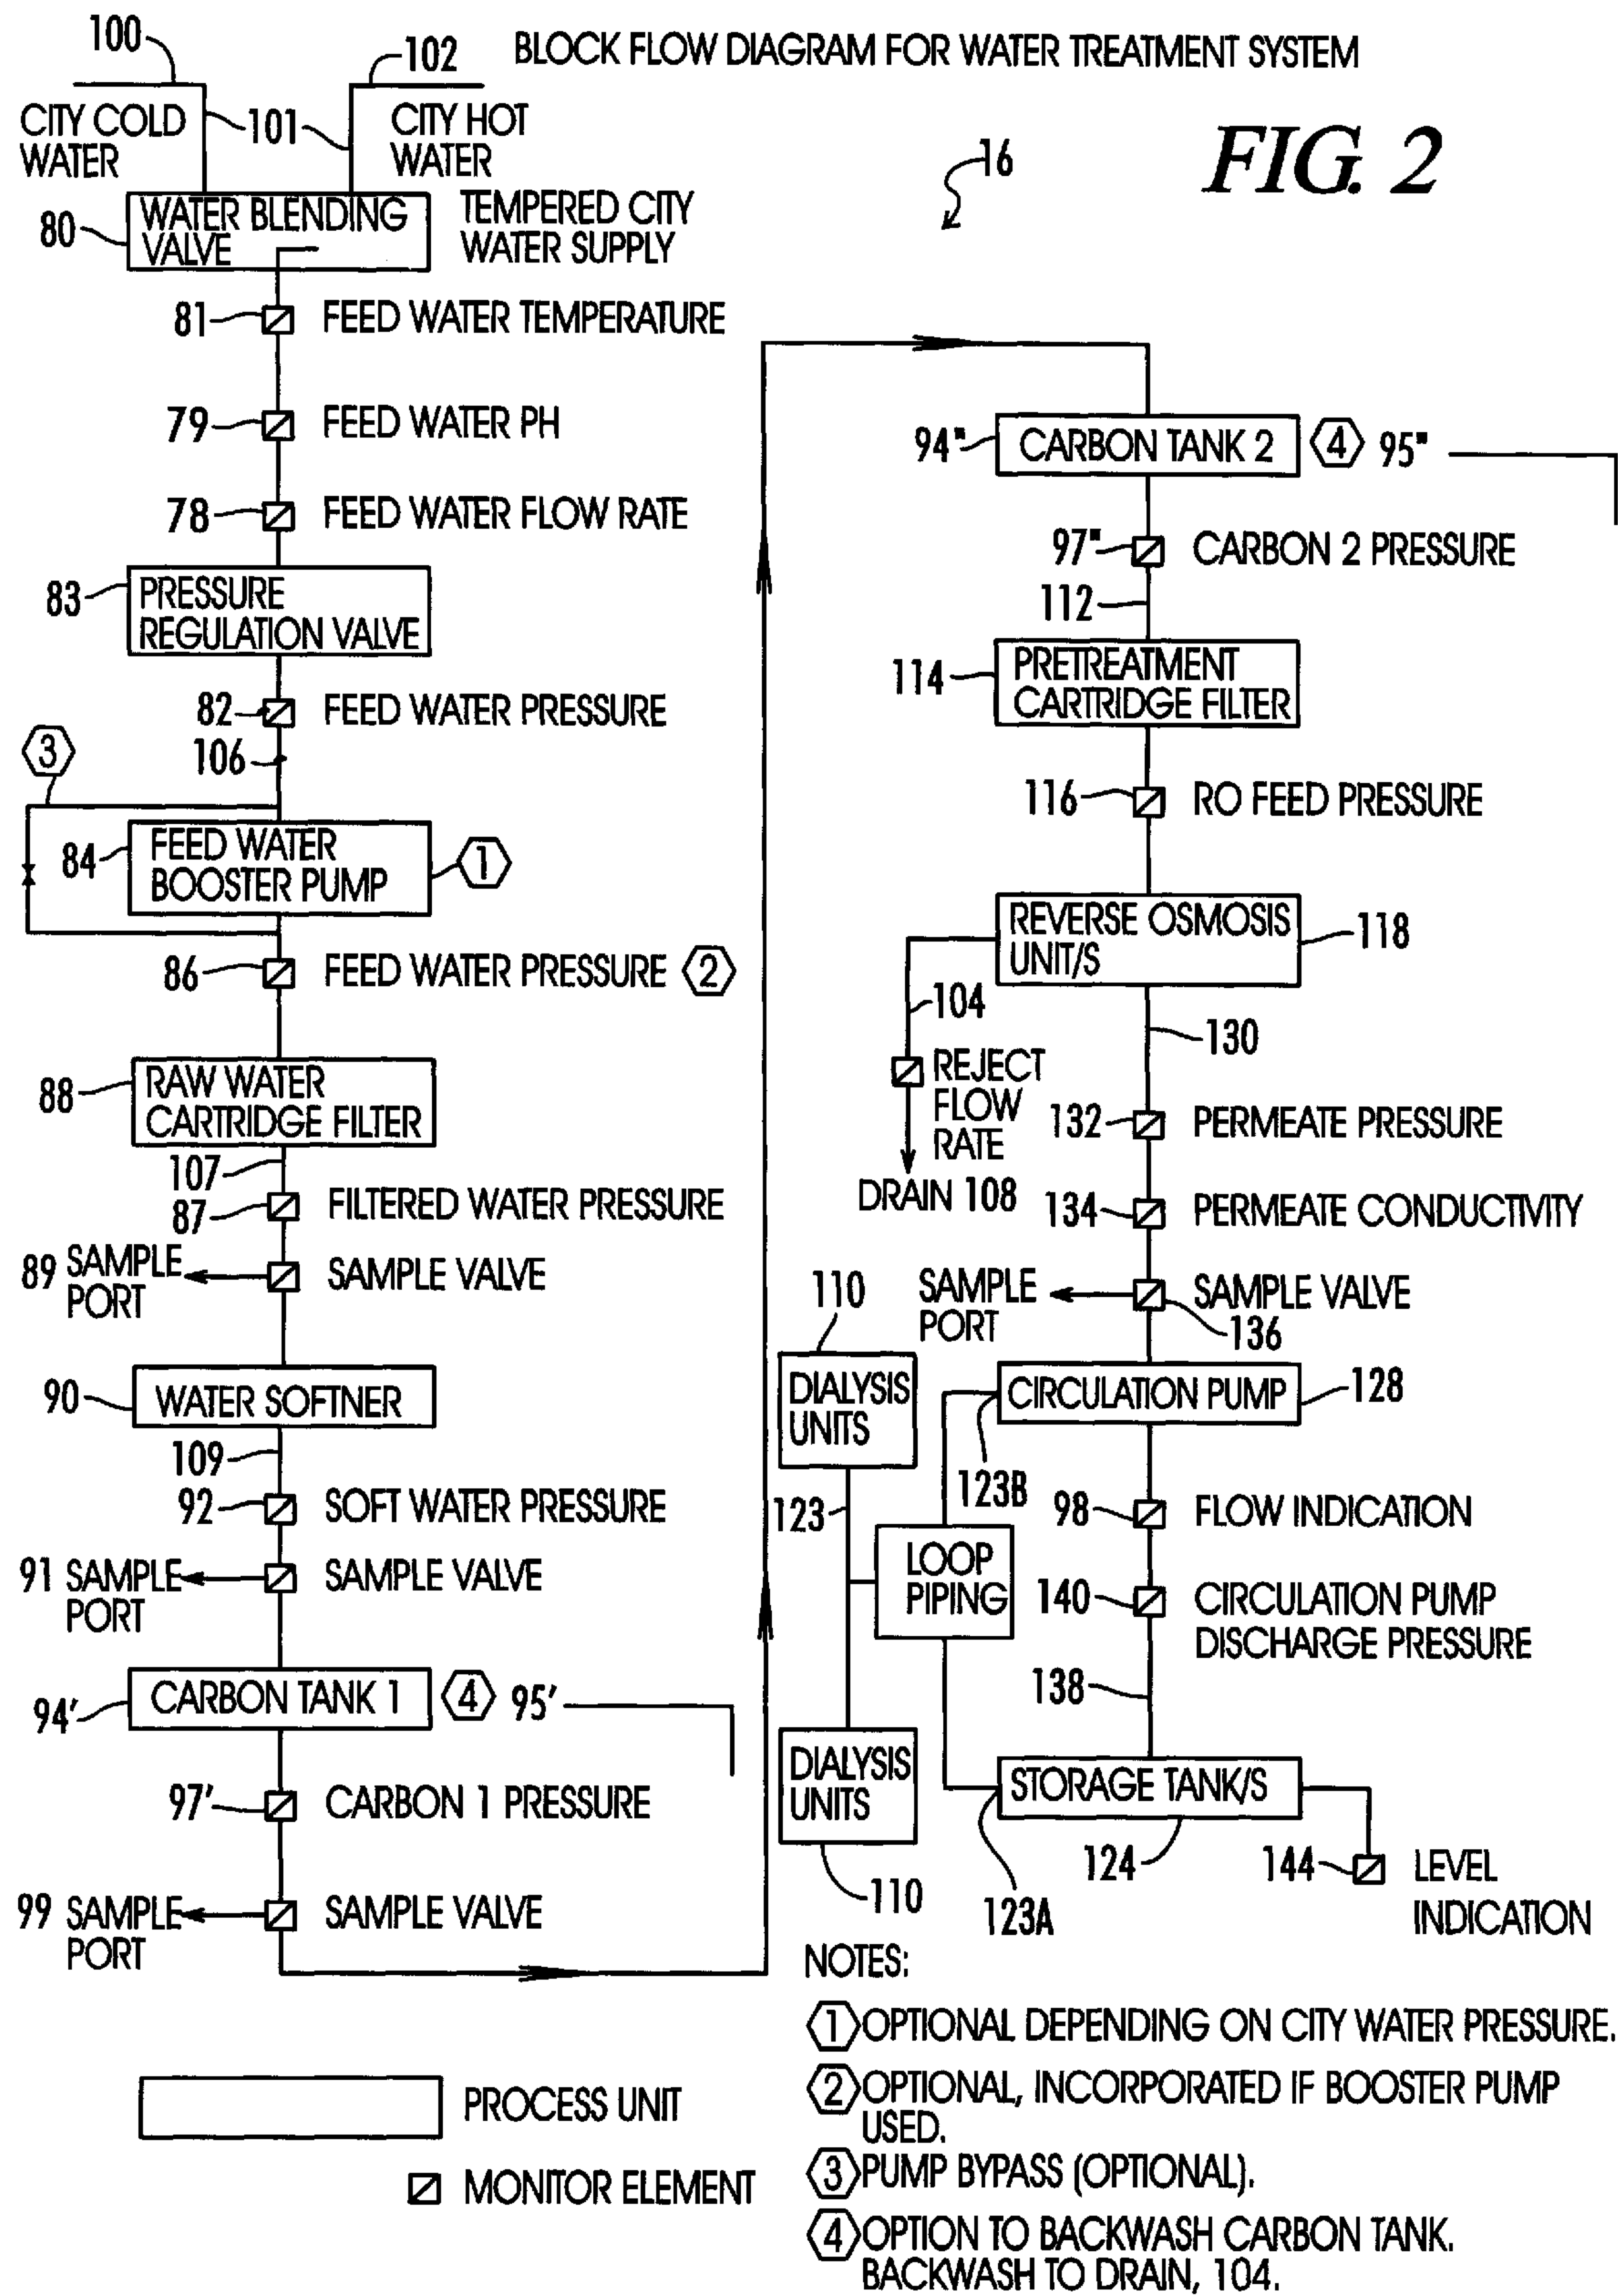 BLOCK FLOW DIAGRAM FOR WATER TREATMENT SYSTEM
FIG. 2
16
100
102
CITY COLD
WATER
101
CITY HOT
WATER
80
WATER BLENDING
VALVE
TEMPERED CITY
WATER SUPPLY
81
FEED WATER TEMPERATURE
79
FEED WATER PH
78
FEED WATER FLOW RATE
83
PRESSURE
REGULATION VALVE
82
FEED WATER PRESSURE
106
3
84
FEED WATER
BOOSTER PUMP
1
86
FEED WATER PRESSURE 2
88
RAW WATER
CARTRIDGE FILTER
107
87
FILTERED WATER PRESSURE
89 SAMPLE
PORT
SAMPLE VALVE
90
WATER SOFTNER
109
92
SOFT WATER PRESSURE
91 SAMPLE
PORT
SAMPLE VALVE
94'
CARBON TANK 1
4
95'
97'
CARBON 1 PRESSURE
99 SAMPLE
PORT
SAMPLE VALVE
94"
CARBON TANK 2
4
95"
97"
CARBON 2 PRESSURE
112
114
PRETREATMENT
CARTRIDGE FILTER
116
RO FEED PRESSURE
REVERSE OSMOSIS
UNIT/S
118
104
130
REJECT
FLOW
RATE
DRAIN 108
132
PERMEATE PRESSURE
134
PERMEATE CONDUCTIVITY
SAMPLE
PORT
SAMPLE VALVE
136
110
DIALYSIS
UNITS
CIRCULATION PUMP
128
123B
123
98
FLOW INDICATION
LOOP
PIPING
140
CIRCULATION PUMP
DISCHARGE PRESSURE
138
DIALYSIS
UNITS
110
STORAGE TANK/S
123A
124
144
LEVEL
INDICATION
NOTES:
1 OPTIONAL DEPENDING ON CITY WATER PRESSURE.
2 OPTIONAL, INCORPORATED IF BOOSTER PUMP
USED.
3 PUMP BYPASS (OPTIONAL).
4 OPTION TO BACKWASH CARBON TANK.
BACKWASH TO DRAIN, 104.
PROCESS UNIT
MONITOR ELEMENT